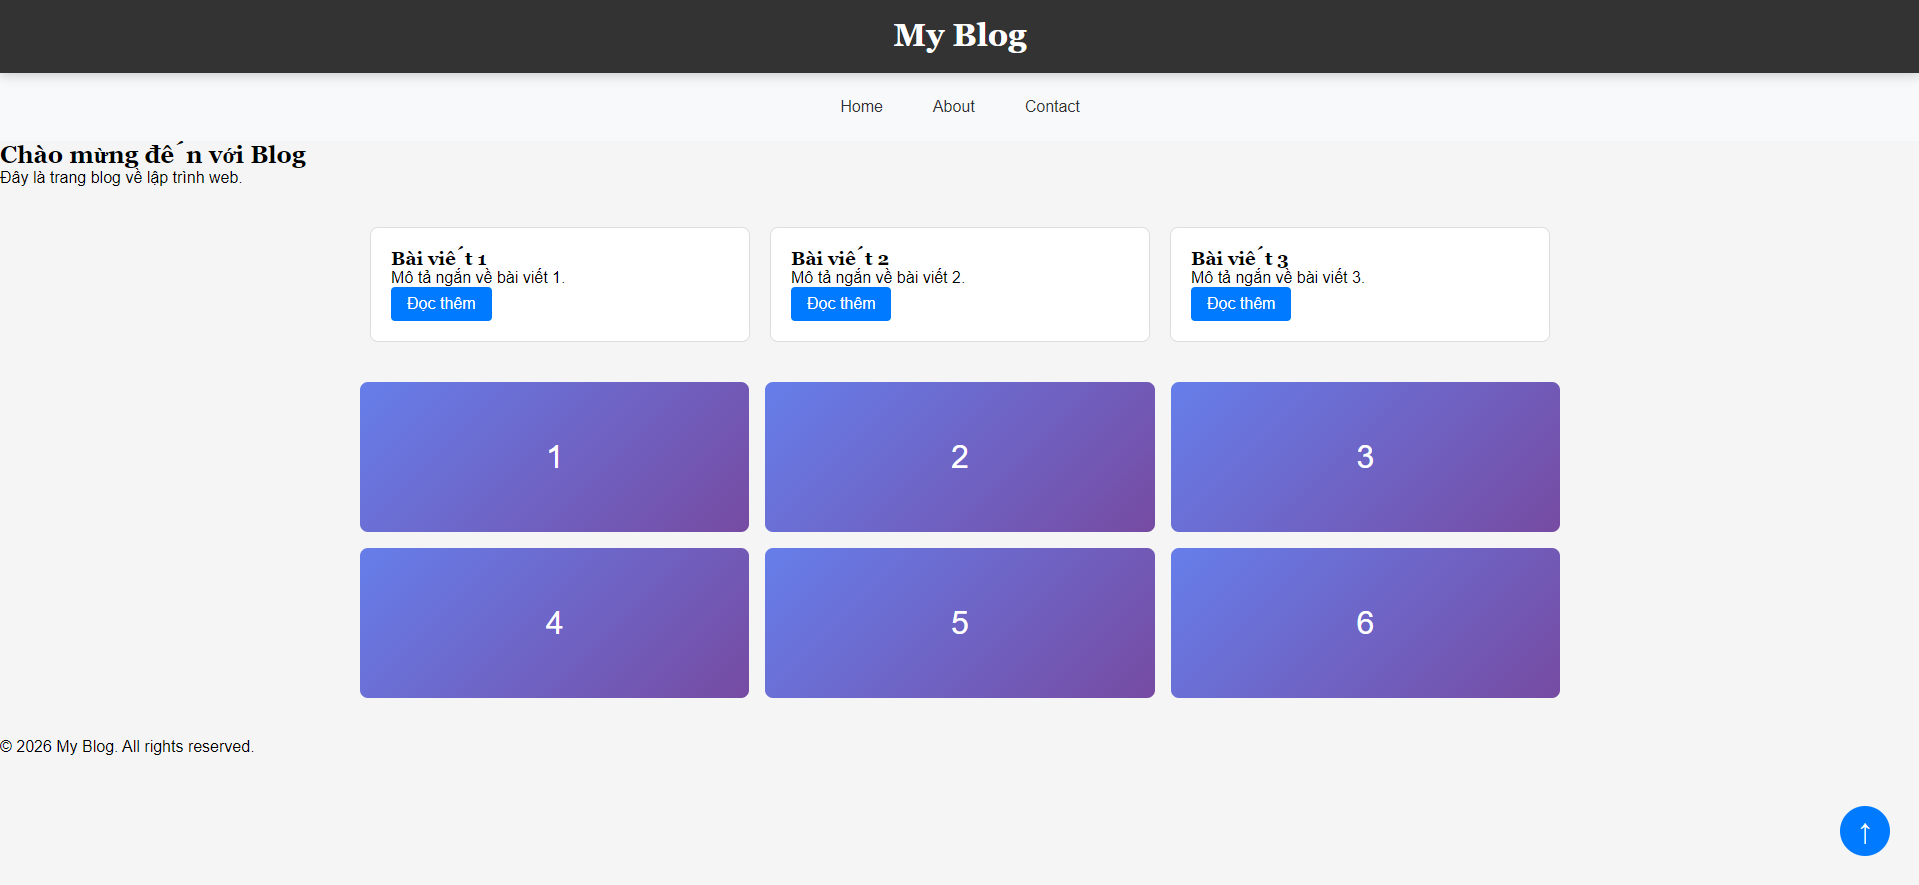 My Blog
Home About Contact
Chào mừng đến với Blog
Đây là trang blog về lập trình web.
Bài viết 1
Mô tả ngắn về bài viết 1.
Đọc thêm
Bài viết 2
Mô tả ngắn về bài viết 2.
Đọc thêm
Bài viết 3
Mô tả ngắn về bài viết 3.
Đọc thêm
1
2
3
4
5
6
© 2026 My Blog. All rights reserved.
↑